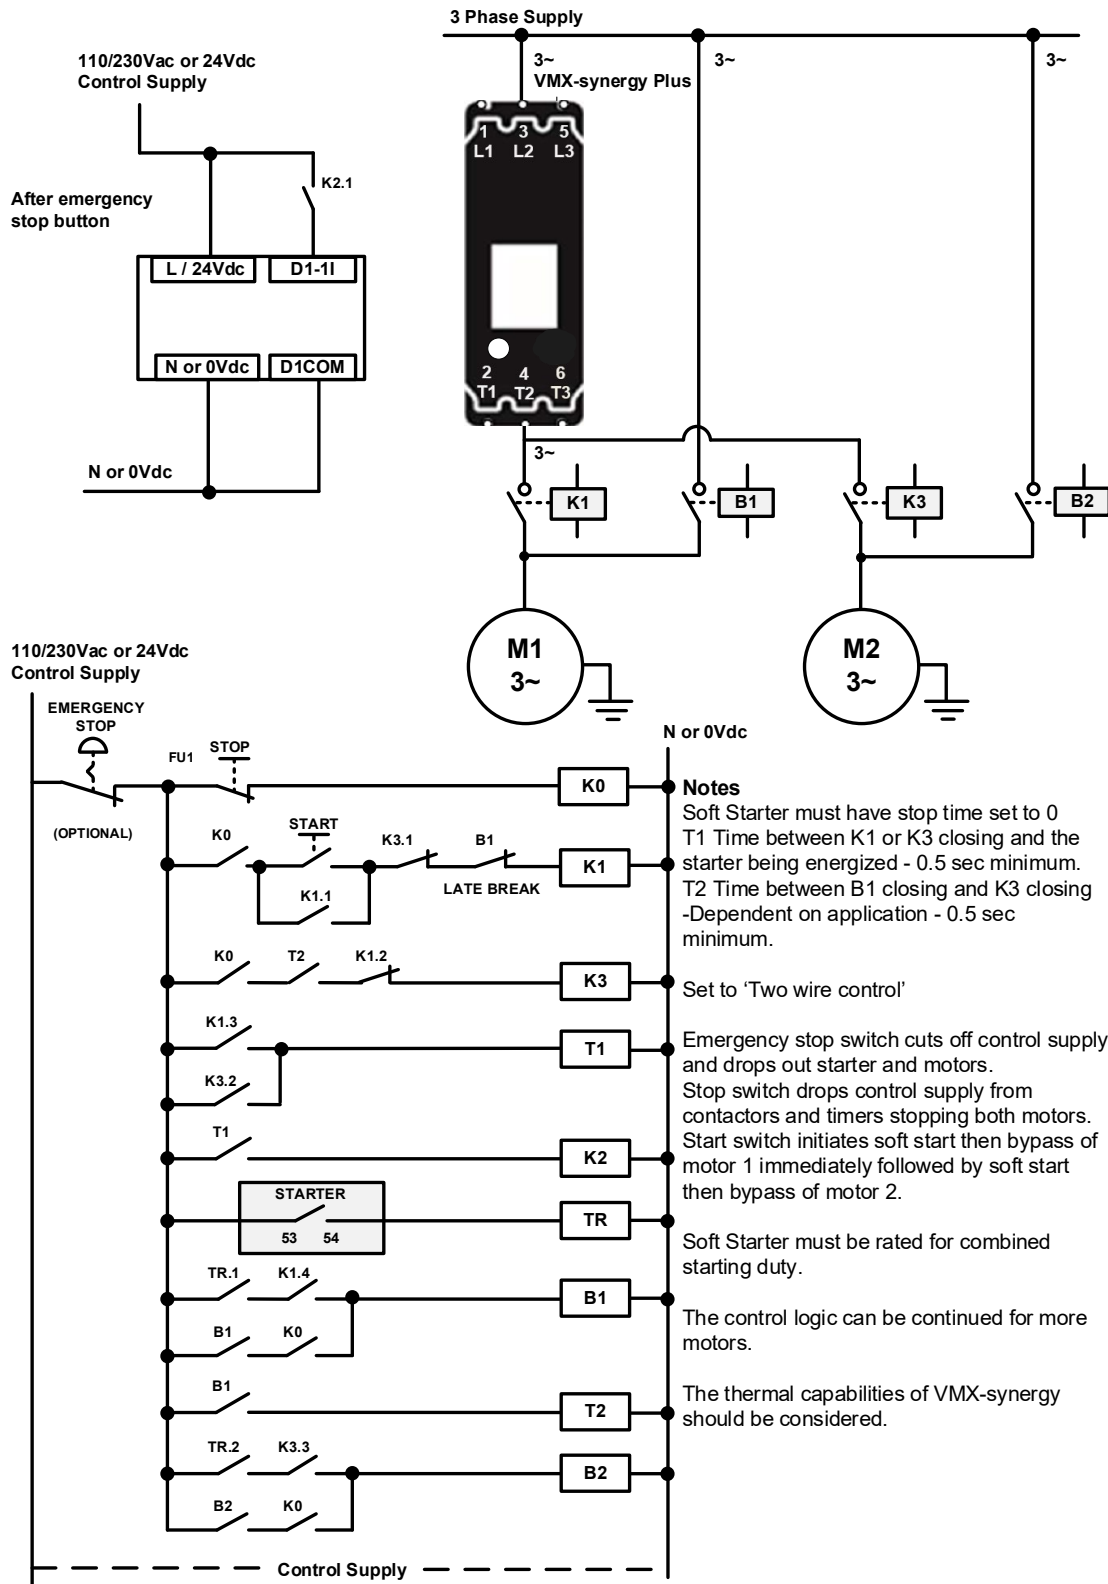 3 Phase Supply
110/230Vac or 24Vdc
Control Supply
3~
3~
3~
VMX-synergy Plus
1 3 5
L1 L2 L3
K2.1
After emergency
stop button
L / 24Vdc
D1-1I
N or 0Vdc
D1COM
2 4 6
T1 T2 T3
3~
N or 0Vdc
K1
B1
K3
B2
M1
3~
M2
3~
110/230Vac or 24Vdc
Control Supply
EMERGENCY
STOP
(OPTIONAL)
FU1
STOP
K0
N or 0Vdc
K0
START
K1.1
K3.1
B1
LATE BREAK
K1
K0
T2
K1.2
K3
K1.3
K3.2
T1
T1
K2
STARTER
53 54
TR
TR.1
K1.4
B1
B1
K0
B1
T2
TR.2
K3.3
B2
B2
K0
Control Supply
Notes
Soft Starter must have stop time set to 0
T1 Time between K1 or K3 closing and the
starter being energized - 0.5 sec minimum.
T2 Time between B1 closing and K3 closing
-Dependent on application - 0.5 sec
minimum.
Set to ‘Two wire control’
Emergency stop switch cuts off control supply
and drops out starter and motors.
Stop switch drops control supply from
contactors and timers stopping both motors.
Start switch initiates soft start then bypass of
motor 1 immediately followed by soft start
then bypass of motor 2.
Soft Starter must be rated for combined
starting duty.
The control logic can be continued for more
motors.
The thermal capabilities of VMX-synergy
should be considered.